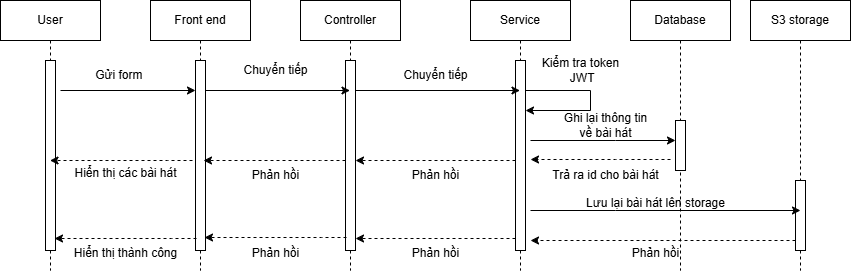 User
Front end
Controller
Service
Database
S3 storage
Gửi form
Chuyển tiếp
Chuyển tiếp
Kiểm tra token
JWT
Ghi lại thông tin
về bài hát
Hiển thị các bài hát
Phản hồi
Phản hồi
Trả ra id cho bài hát
Lưu lại bài hát lên storage
Hiển thị thành công
Phản hồi
Phản hồi
Phản hồi